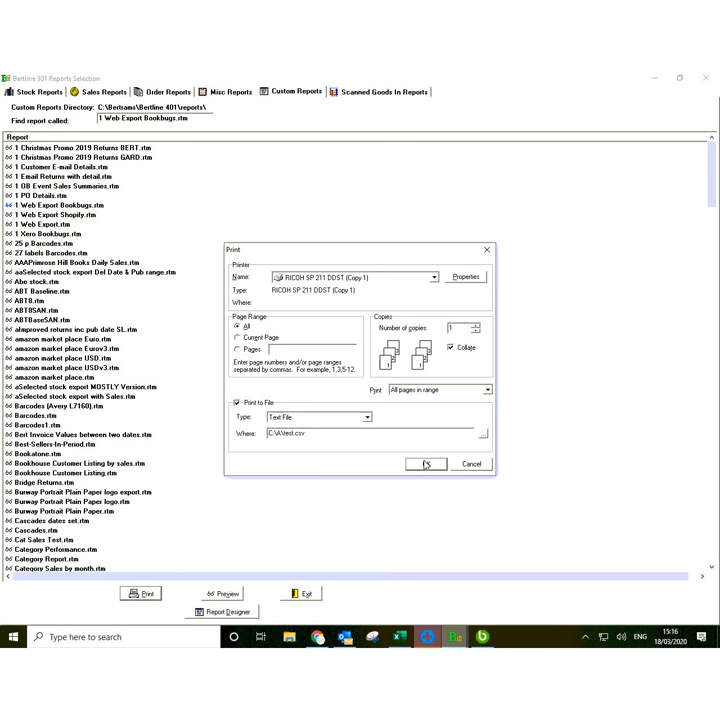 Bertline 301 Reports Selection
Stock Reports | Sales Reports | Order Reports | Misc Reports | Custom Reports | Scanned Goods In Reports |
Custom Reports Directory: C:\Bertrams\Bertline 401\reports\
Find report called: 1 Web Export Bookbugs.rtm
Report
1 Christmas Promo 2019 Returns BERT.rtm
1 Christmas Promo 2019 Returns GARD.rtm
1 Customer E-mail Details.rtm
1 Email Returns with detail.rtm
1 OB Event Sales Summaries.rtm
1 PO Details.rtm
1 Web Export Bookbugs.rtm
1 Web Export Shopify.rtm
1 Web Export.rtm
1 Xero Bookbugs.rtm
25 p Barcodes.rtm
27 labels Barcodes.rtm
AAAPrimrose Hill Books Daily Sales.rtm
aaSelected stock export Del Date & Pub range.rtm
Abe stock.rtm
ABT Baseline.rtm
ABT8.rtm
ABT8SAN.rtm
ABTBaseSAN.rtm
aImproved returns inc pub date SL.rtm
amazon market place Euro.rtm
amazon market place Eurov3.rtm
amazon market place USD.rtm
amazon market place USDv3.rtm
amazon market place.rtm
aSelected stock export MOSTLY Version.rtm
aSelected stock export with Sales.rtm
Barcodes (Avery L7160).rtm
Barcodes.rtm
Barcodes1.rtm
Bert Invoice Values between two dates.rtm
Best-Sellers-In-Period.rtm
Bookatone.rtm
Bookhouse Customer Listing by sales.rtm
Bookhouse Customer Listing.rtm
Bridge Returns.rtm
Burway Portrait Plain Paper logo export.rtm
Burway Portrait Plain Paper logo.rtm
Burway Portrait Plain Paper.rtm
Cascades dates set.rtm
Cascades.rtm
Cat Sales Test.rtm
Category Performance.rtm
Category Report.rtm
Category Sales by month.rtm
Print
Printer
Name: RICOH SP 211 DDST (Copy 1) Properties
Type: RICOH SP 211 DDST (Copy 1)
Where:
Page Range
All
Current Page
Pages
Enter page numbers and/or page ranges
separated by commas. For example, 1,3,5-12.
Copies
Number of copies: 1
Collate
Print All pages in range
Print to File
Type: Text File
Where: C:\A\test.csv ...
Cancel
Print Preview Exit
Report Designer
Type here to search
ENG
15:16
18/03/2020